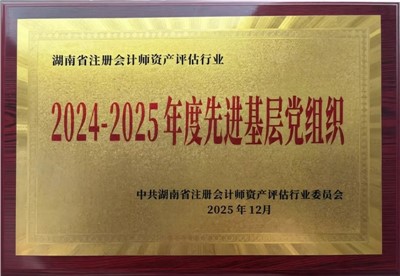 湖南省注册会计师资产评估行业
2024-2025年度先进基层党组织
中共湖南省注册会计师资产评估行业委员会
2025年12月